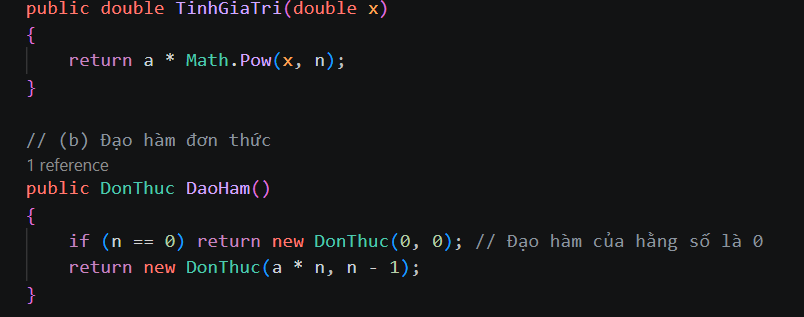 public double TinhGiaTri(double x)
{
return a * Math.Pow(x, n);
}
// (b) Đạo hàm đơn thức
1 reference
public DonThuc DaoHam()
{
if (n == 0) return new DonThuc(0, 0); // Đạo hàm của hằng số là 0
return new DonThuc(a * n, n - 1);
}